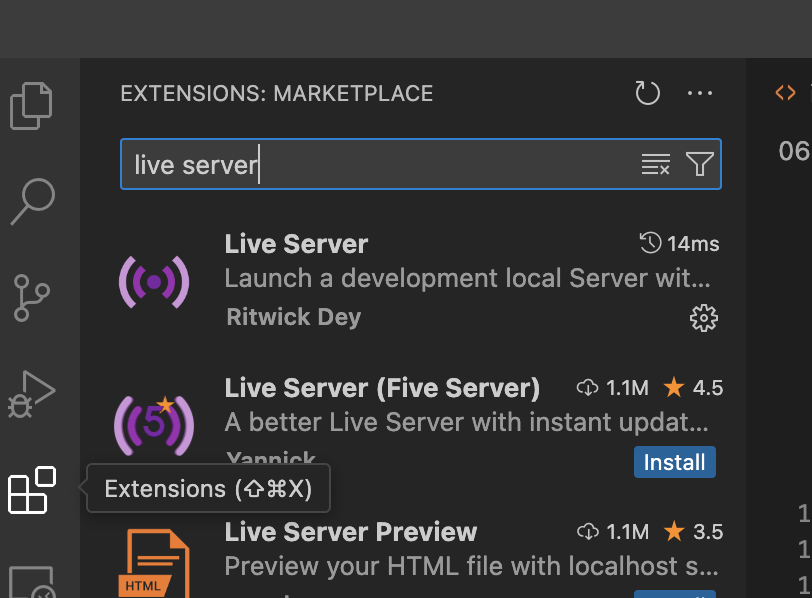 EXTENSIONS: MARKETPLACE
live server
06
Live Server 14ms
Launch a development local Server wit...
Ritwick Dey
Live Server (Five Server) 1.1M 4.5
5
A better Live Server with instant updat...
Yannick
Install
Extensions (⇧⌘X)
Live Server Preview 1.1M 3.5
Preview your HTML file with localhost s...
HTML
1
1
1